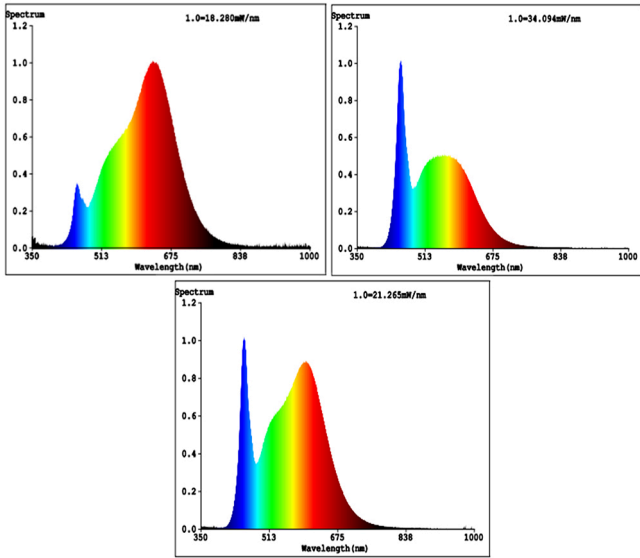 Spectrum 1.0=18.280mW/nm
1.2
1.0
0.8
0.6
0.4
0.2
0.0
350 513 675 838 1000
Wavelength(nm)
Spectrum 1.0=34.094mW/nm
1.2
1.0
0.8
0.6
0.4
0.2
0.0
350 513 675 838 1000
Wavelength(nm)
Spectrum 1.0=21.265mW/nm
1.2
1.0
0.8
0.6
0.4
0.2
0.0
350 513 675 838 1000
Wavelength(nm)